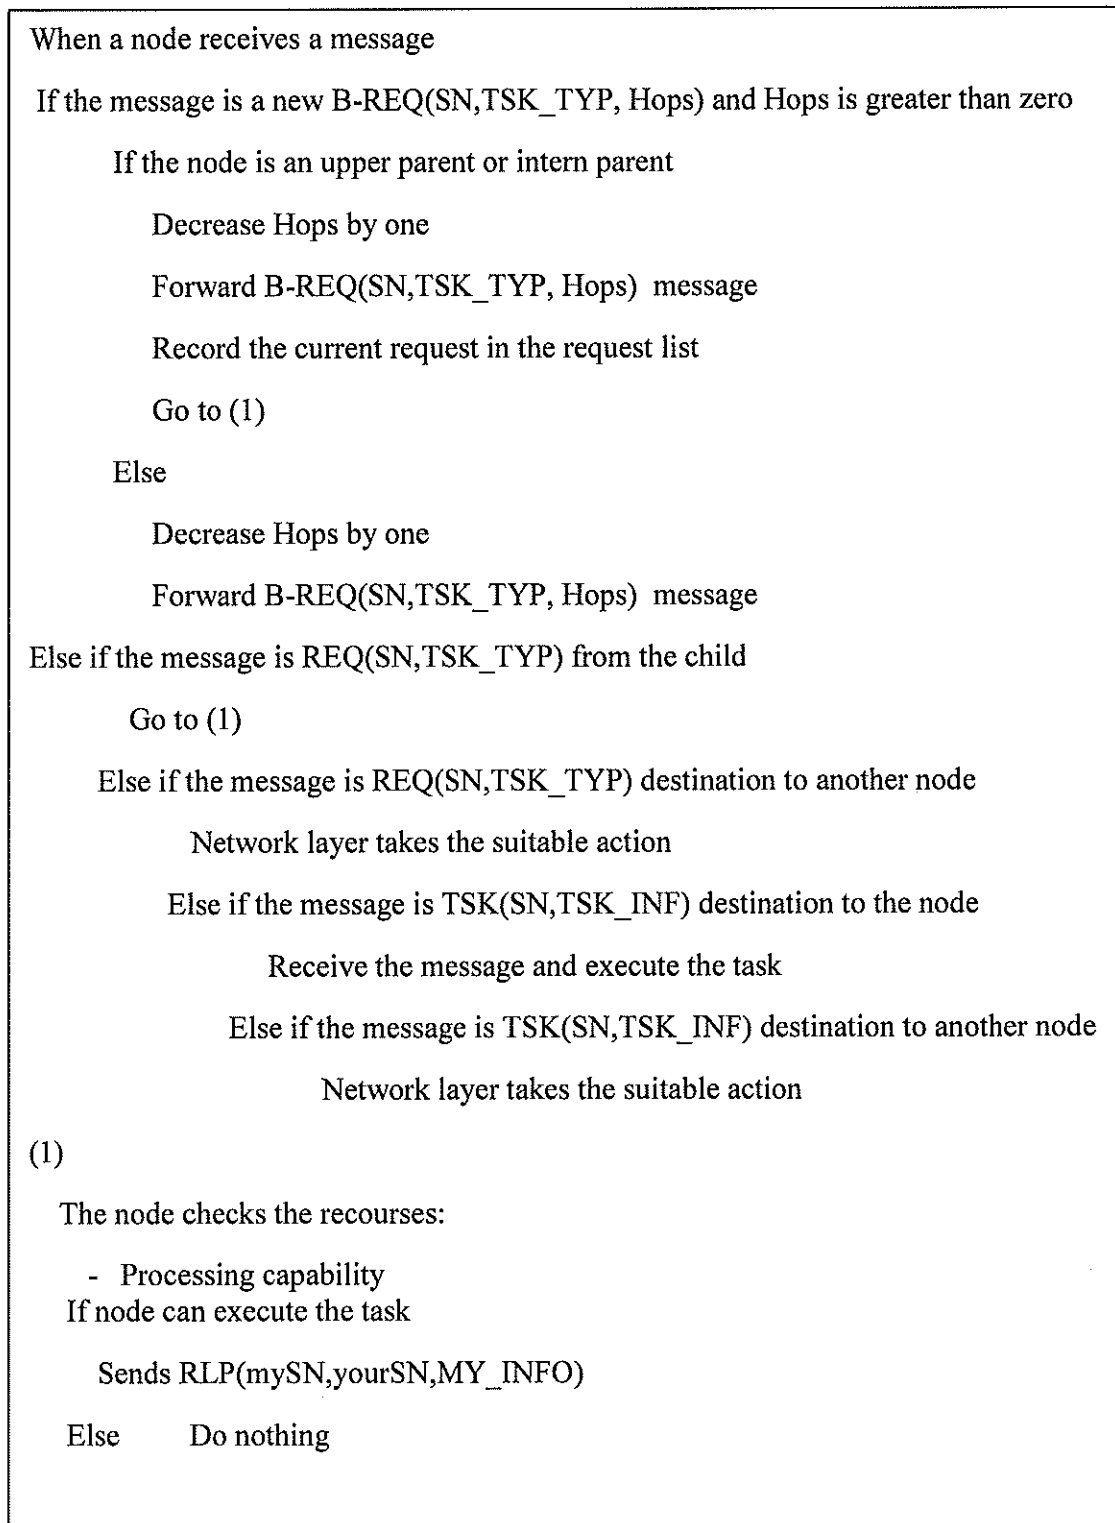 When a node receives a message
If the message is a new B-REQ(SN,TSK_TYP, Hops) and Hops is greater than zero
If the node is an upper parent or intern parent
Decrease Hops by one
Forward B-REQ(SN,TSK_TYP, Hops) message
Record the current request in the request list
Go to (1)
Else
Decrease Hops by one
Forward B-REQ(SN,TSK_TYP, Hops) message
Else if the message is REQ(SN,TSK_TYP) from the child
Go to (1)
Else if the message is REQ(SN,TSK_TYP) destination to another node
Network layer takes the suitable action
Else if the message is TSK(SN,TSK_INF) destination to the node
Receive the message and execute the task
Else if the message is TSK(SN,TSK_INF) destination to another node
Network layer takes the suitable action
(1)
The node checks the recourses:
- Processing capability
If node can execute the task
Sends RLP(mySN,yourSN,MY_INFO)
Else Do nothing